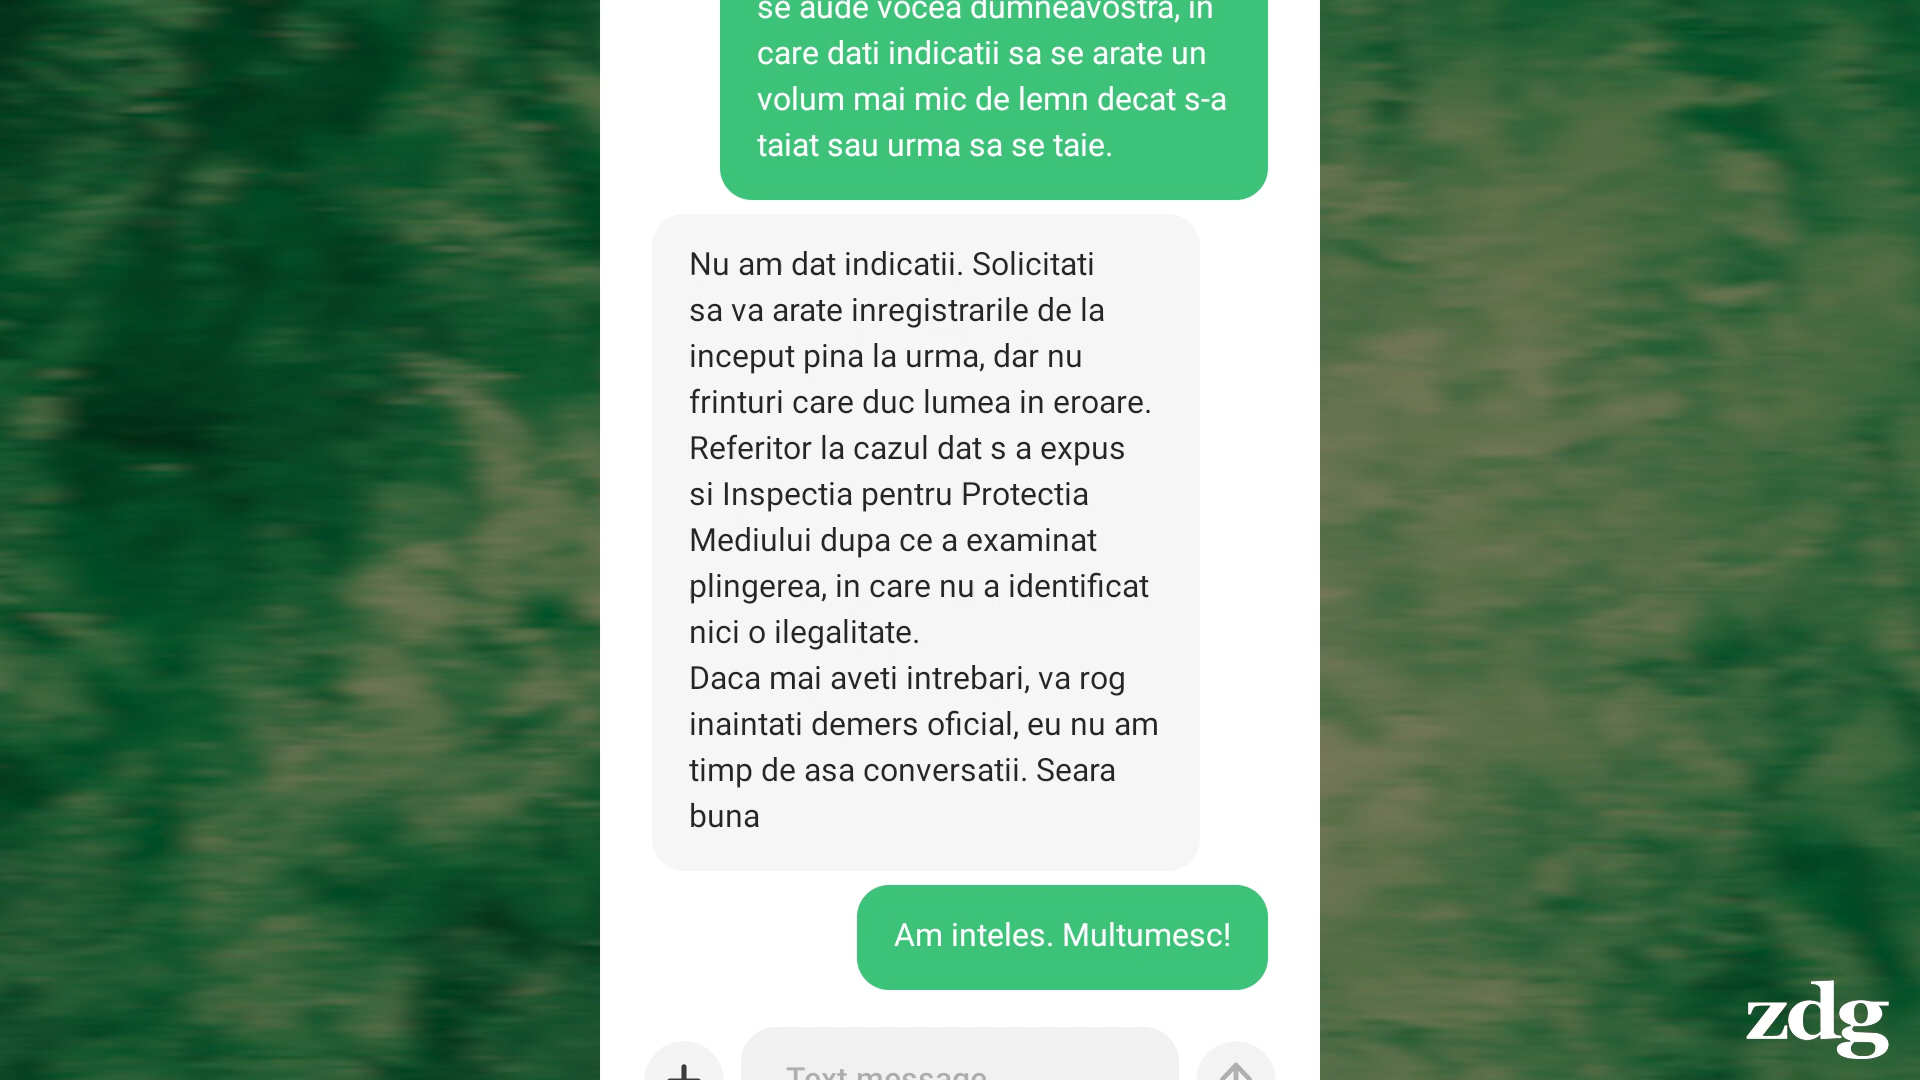 se aude vocea dumneavostra, in
care dati indicatii sa se arate un
volum mai mic de lemn decat s-a
taiat sau urma sa se taie.
Nu am dat indicatii. Solicitati
sa va arate inregistrarile de la
inceput pina la urma, dar nu
frinturi care duc lumea in eroare.
Referitor la cazul dat s a expus
si Inspectia pentru Protectia
Mediului dupa ce a examinat
plingerea, in care nu a identificat
nici o ilegalitate.
Daca mai aveti intrebari, va rog
inaintati demers oficial, eu nu am
timp de asa conversatii. Seara
buna
Am inteles. Multumesc!
Text message
zdg